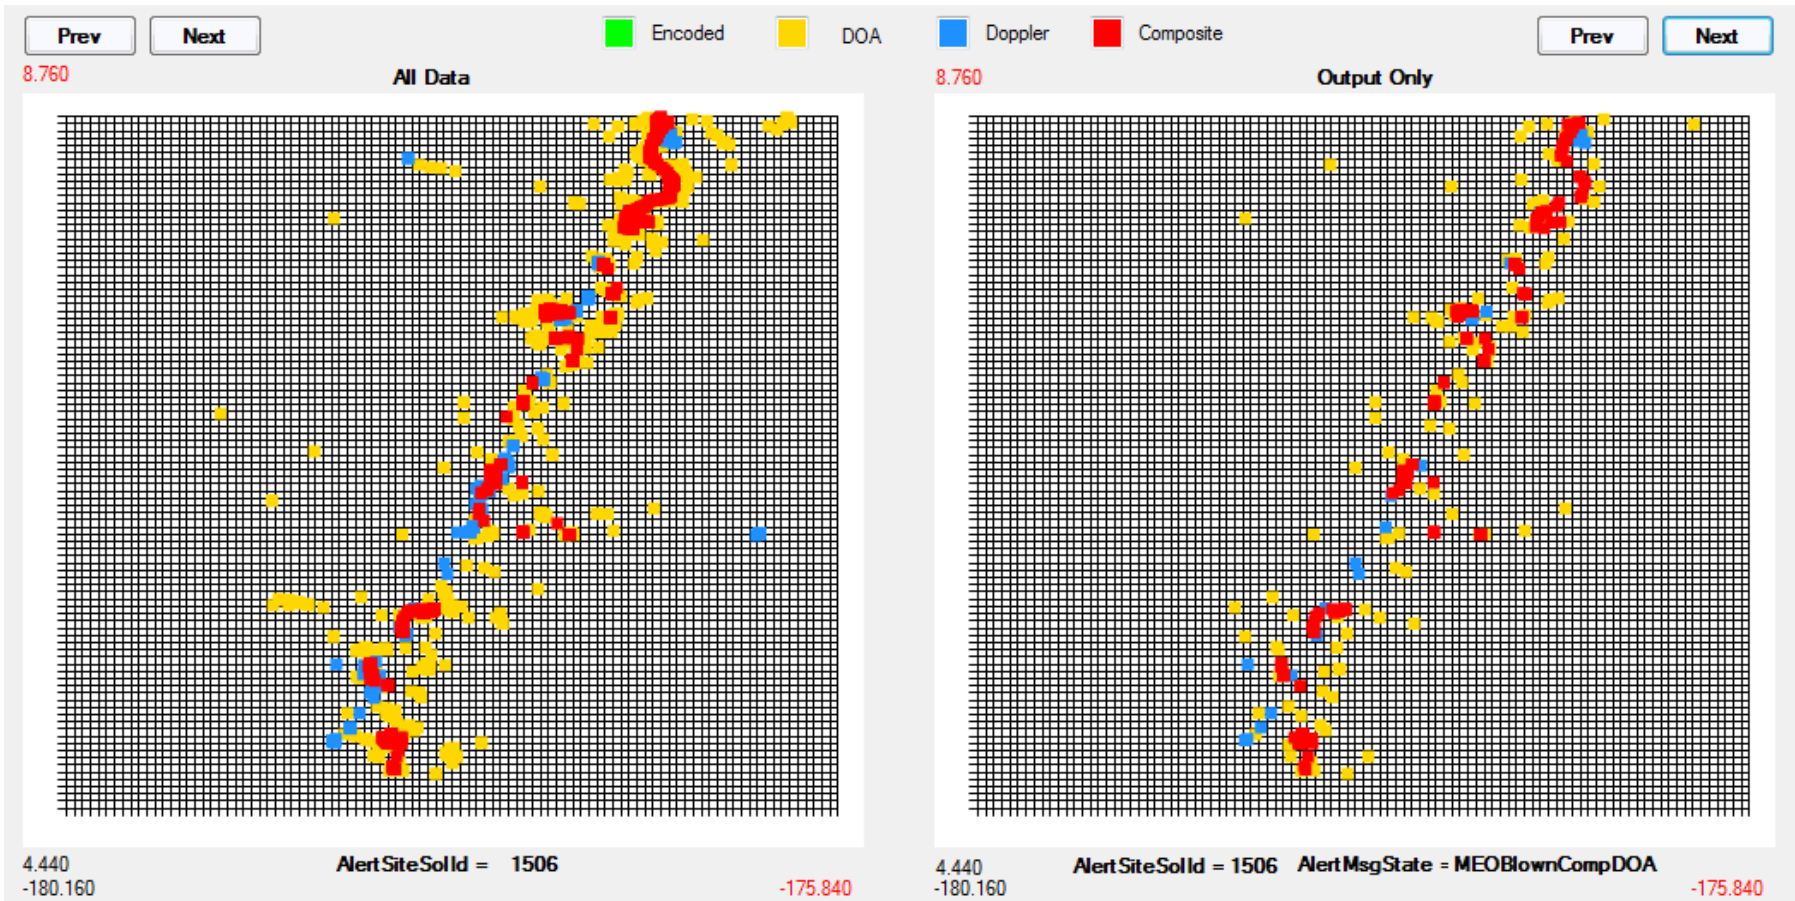 Prev Next Encoded DOA Doppler Composite Prev Next
8.760 All Data 8.760 Output Only
4.440 AlertSiteSolId = 1506 4.440 AlertSiteSolId = 1506 AlertMsgState = MEOBlownCompDOA
-180.160 -175.840 -180.160 -175.840